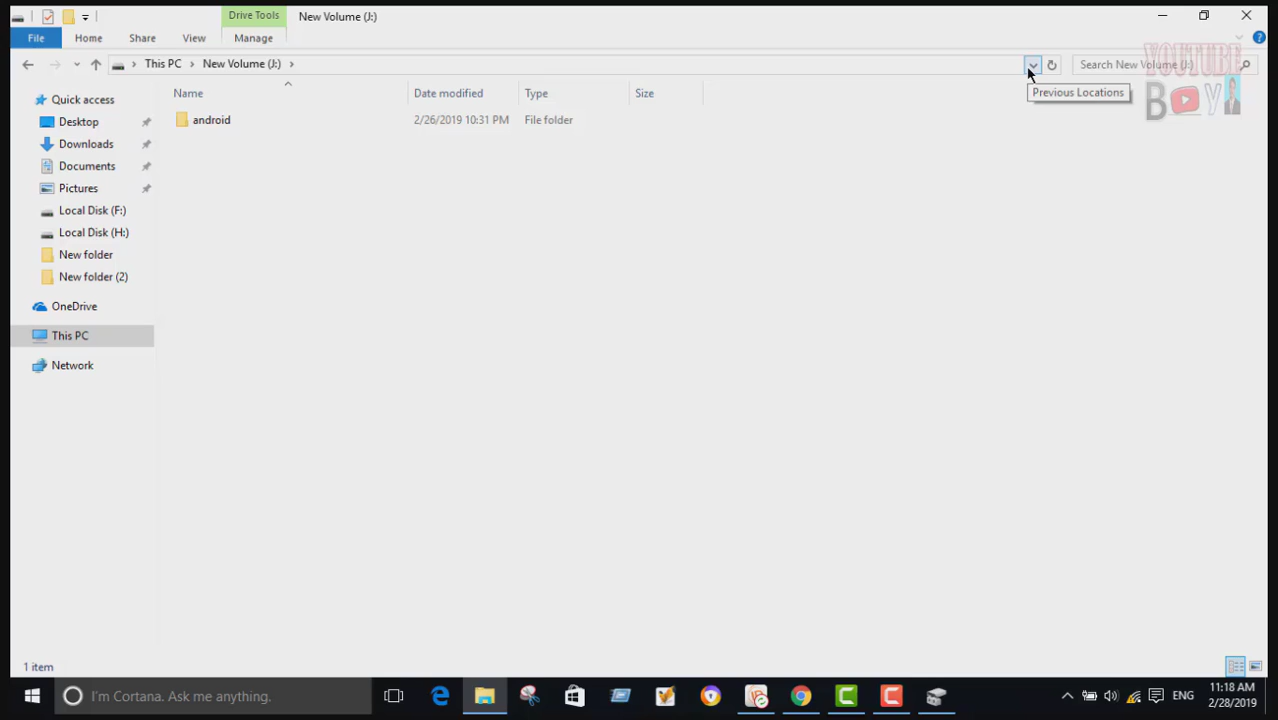 Drive Tools
New Volume (J:)
File
Home
Share
View
Manage
This PC
New Volume (J:)
Search New Volume (J:)
Previous Locations
YOUTUBE
BOY
Name
Date modified
Type
Size
android
2/26/2019 10:31 PM
File folder
Quick access
Desktop
Downloads
Documents
Pictures
Local Disk (F:)
Local Disk (H:)
New folder
New folder (2)
OneDrive
This PC
Network
1 item
I'm Cortana. Ask me anything.
ENG
11:18 AM
2/28/2019